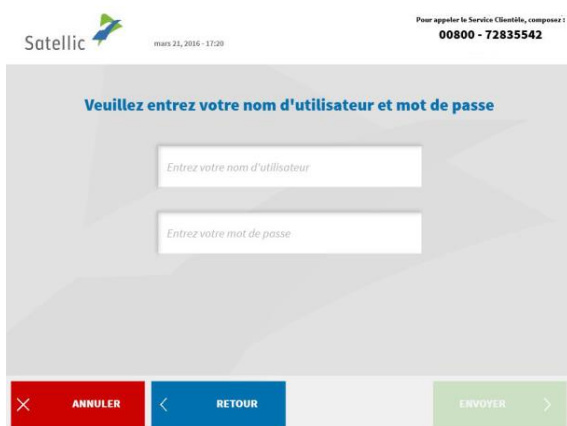 Satellic
mars 21, 2016 - 17:20
Pour appeler le Service Clientèle, composez :
00800 - 72835542
Veuillez entrez votre nom d'utilisateur et mot de passe
Entrez votre nom d'utilisateur
Entrez votre mot de passe
ANNULER
RETOUR
ENVOYER